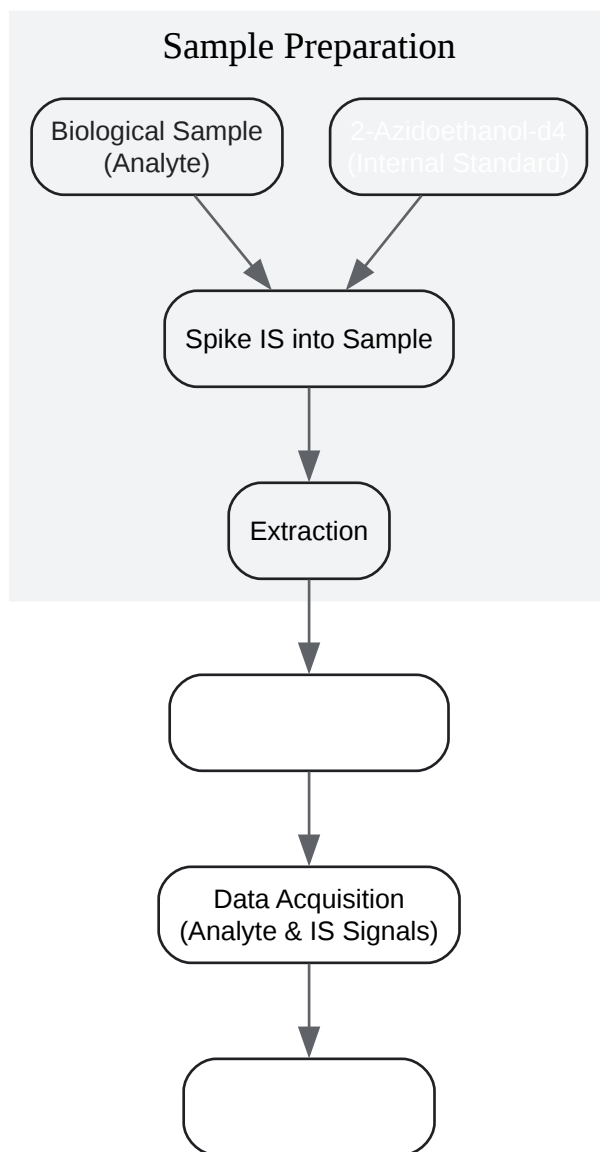 Sample Preparation
Biological Sample
(Analyte)
2-Azidoethanol-d4
(Internal Standard)
Spike IS into Sample
Extraction
Data Acquisition
(Analyte & IS Signals)